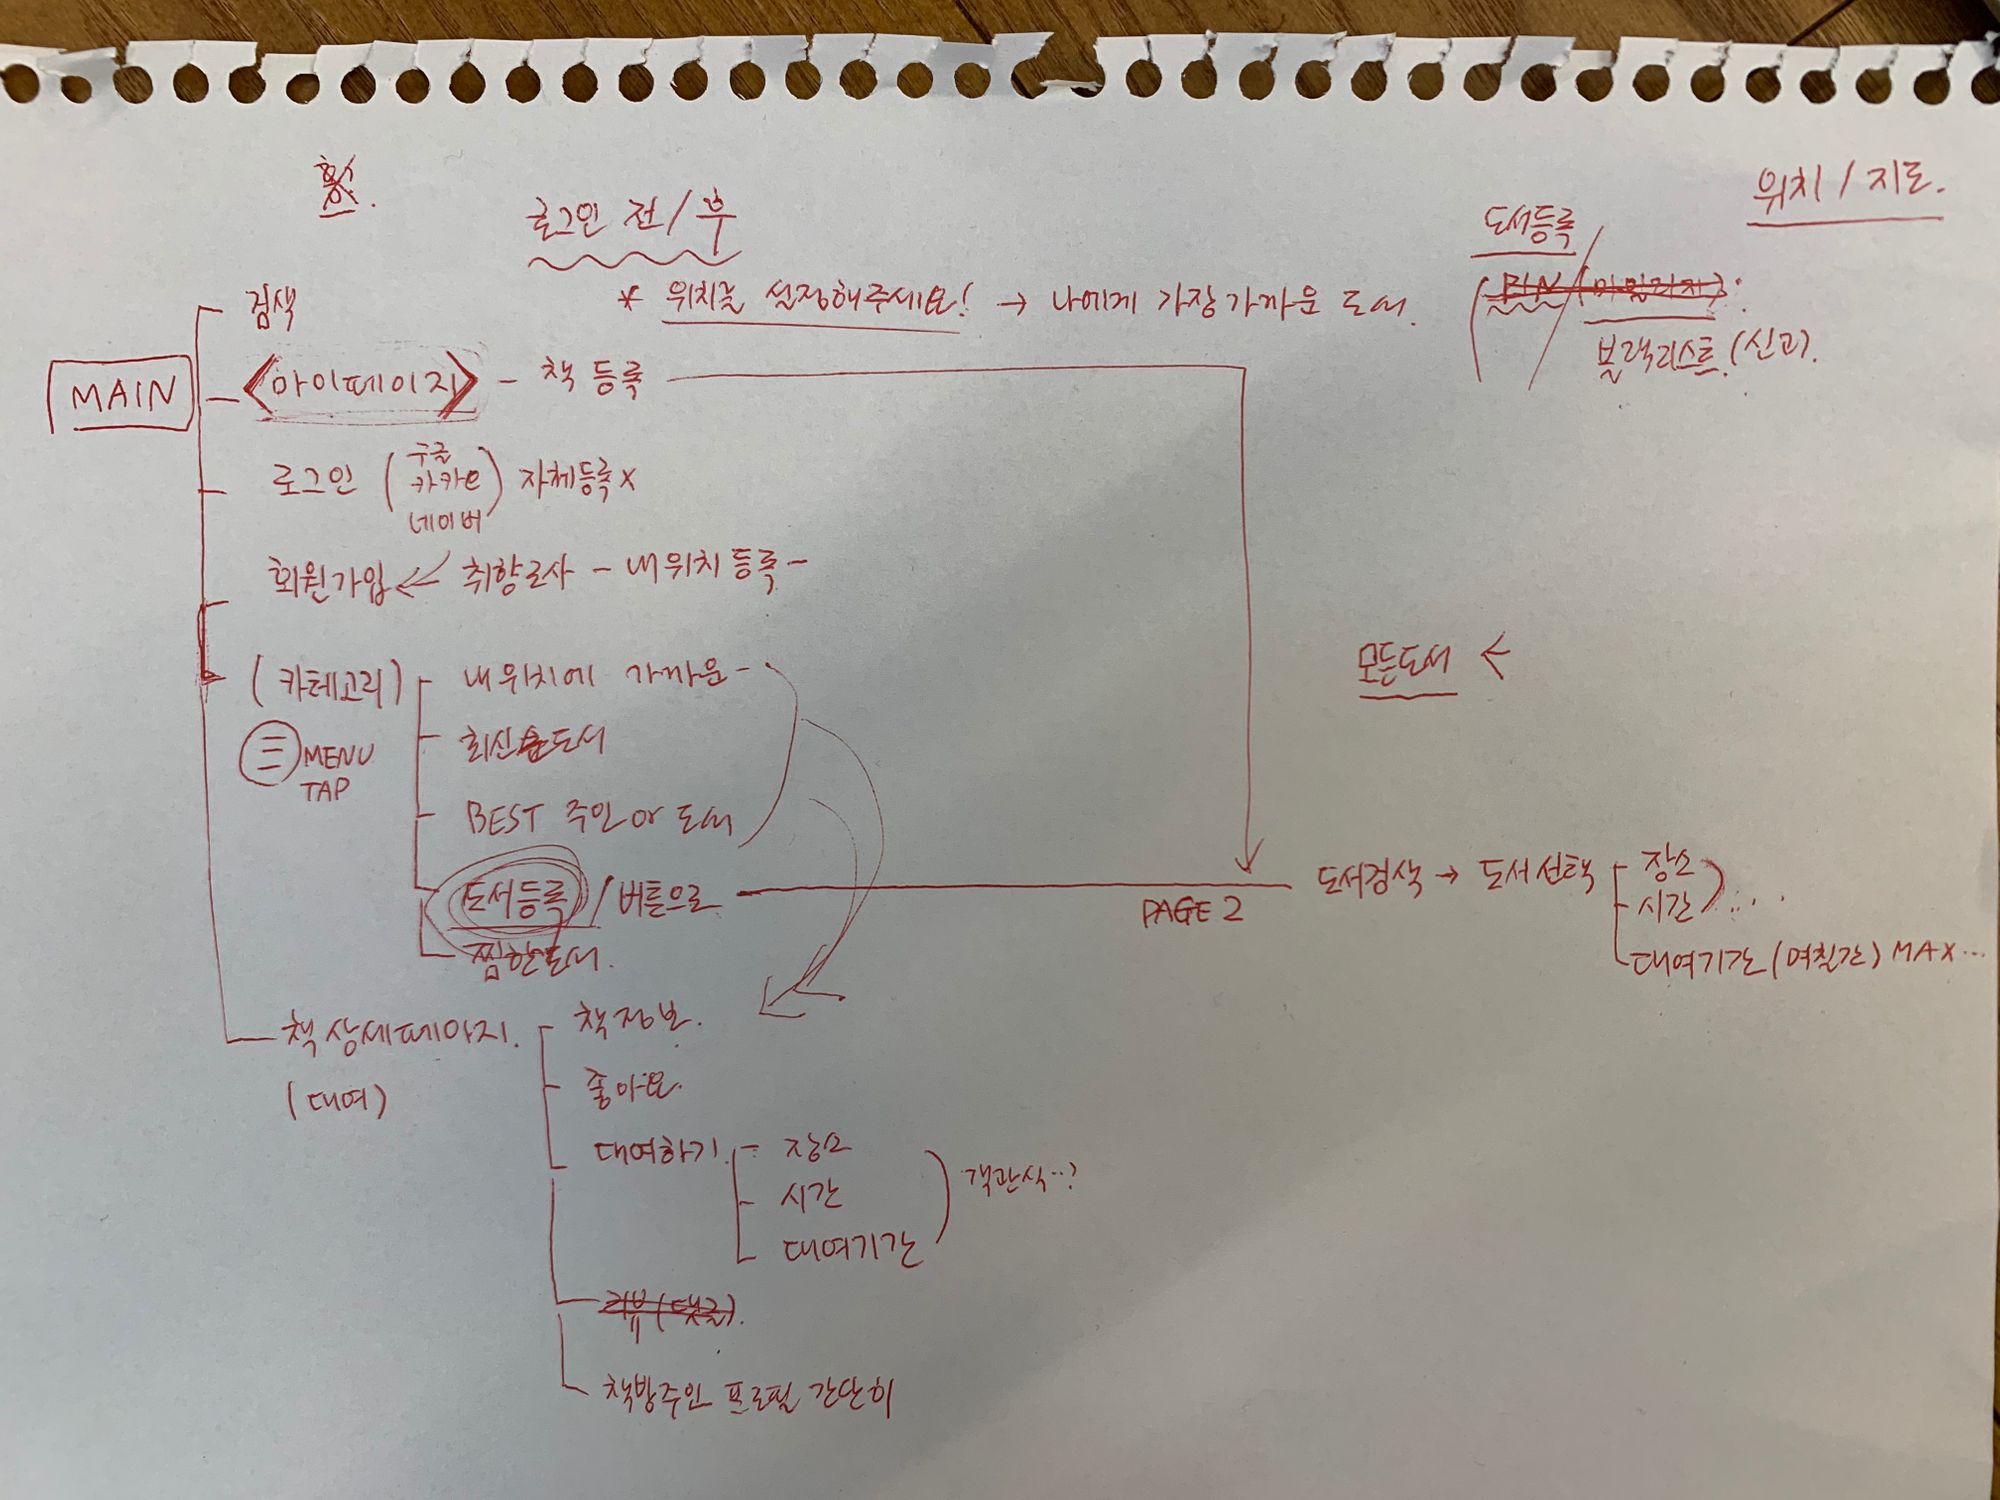 로그인 전/후
위치/지도.
도서등록
* 위치를 설정해주세요! → 나에게 가장 가까운 도서.
PIN (마일리지)
블랙리스트 (신고).
MAIN
검색
<마이페이지> - 책 등록
로그인 (구글 카카오 네이버) 자체등록 x
회원가입 ← 취향조사 - 내 위치 등록 -
(카테고리)
내 위치에 가까운 -
모든도서 ←
MENU
TAP
최신 도서
BEST 주인 or 도서
도서등록 / 버튼으로
찜한 도서.
PAGE 2
도서검색 → 도서 선택
장소
시간 ....
대여기간 (며칠간) MAX...
책 상세페이지.
(대여)
책 정보.
좋아요.
대여하기
장소
시간
대여기간
객관식..?
리뷰 (댓글).
책방주인 프로필 간단히